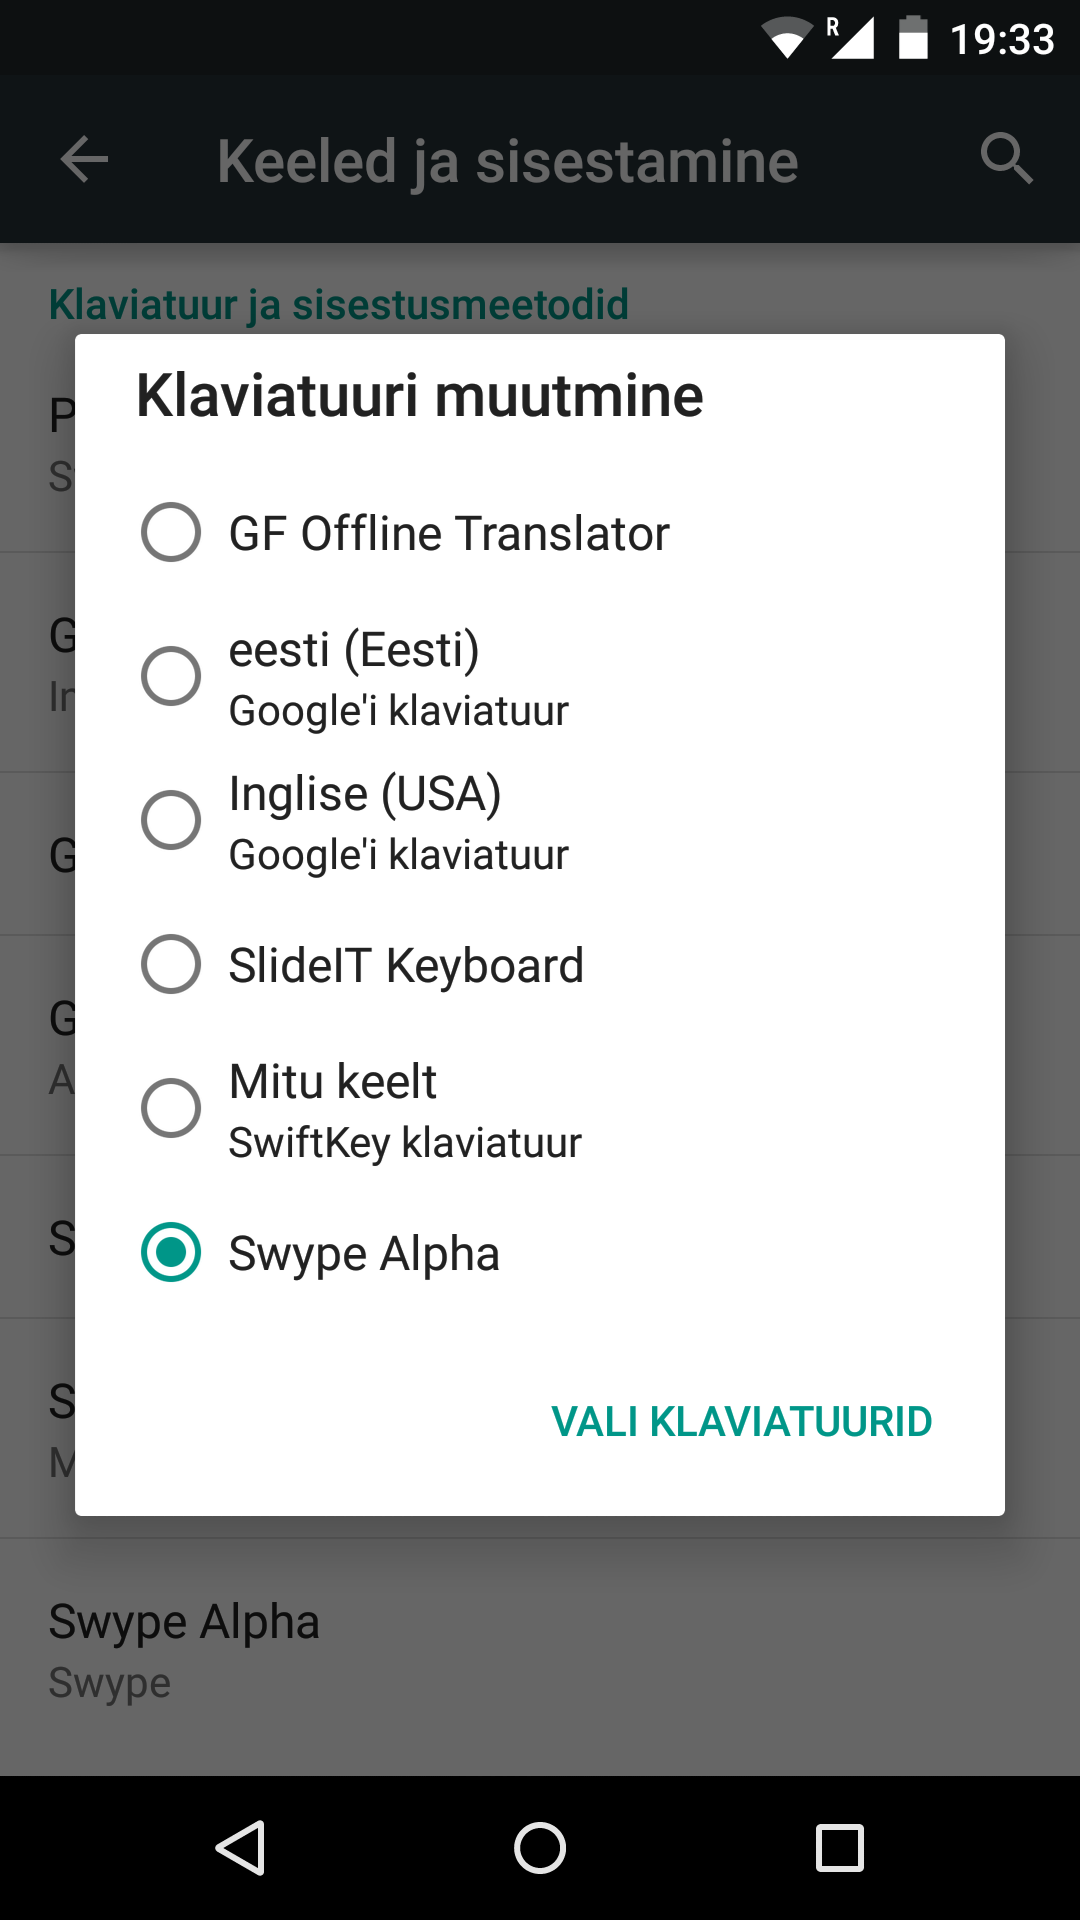 R 19:33
Keeled ja sisestamine
Klaviatuur ja sisestusmeetodid
Klaviatuuri muutmine
GF Offline Translator
eesti (Eesti)
Google'i klaviatuur
Inglise (USA)
Google'i klaviatuur
SlideIT Keyboard
Mitu keelt
SwiftKey klaviatuur
Swype Alpha
VALI KLAVIATUURID
Swype Alpha
Swype